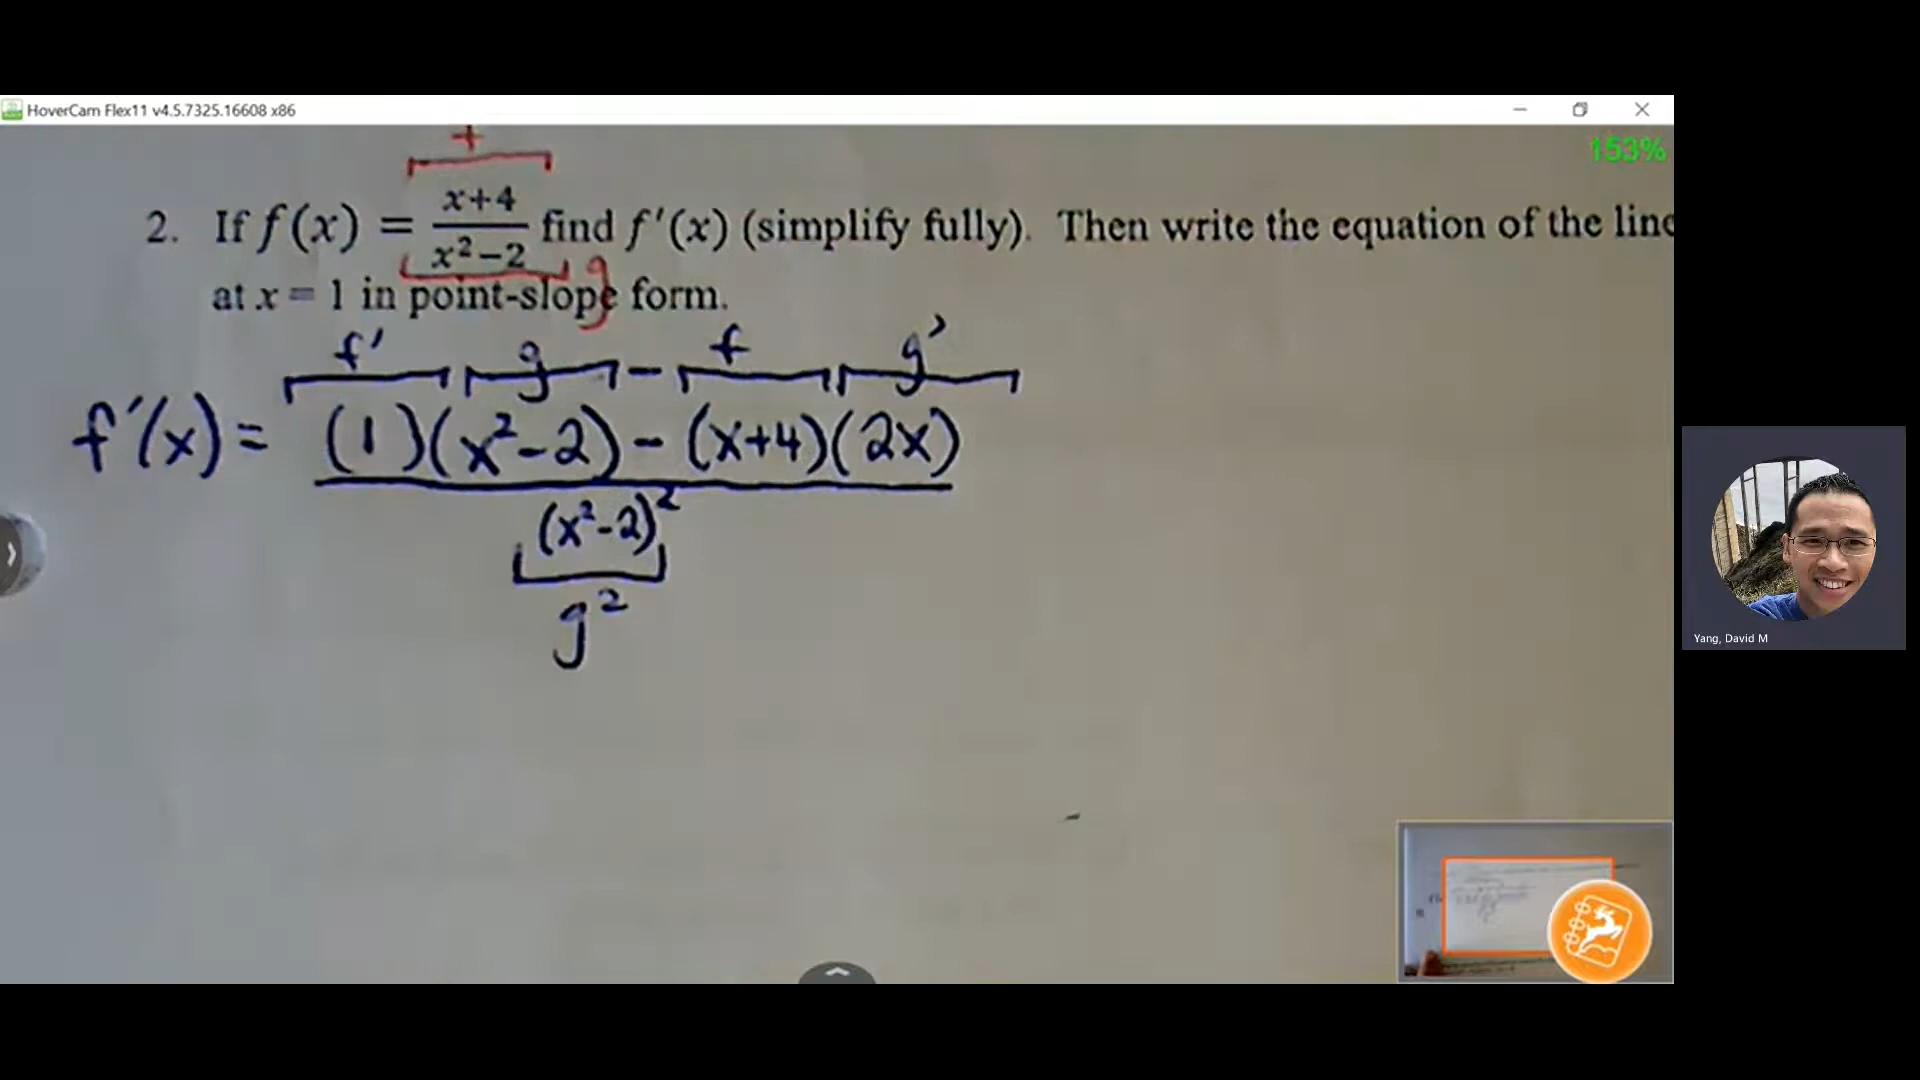 HoverCam Flex11 v4.5.7325.16608 x86
153%
f
2. If f(x) = x+4 / x²−2 find f′(x) (simplify fully). Then write the equation of the line
g
at x = 1 in point-slope form.
f' g − f g'
f'(x) = (1)(x²−2) − (x+4)(2x)
(x²−2)²
g²
Yang, David M